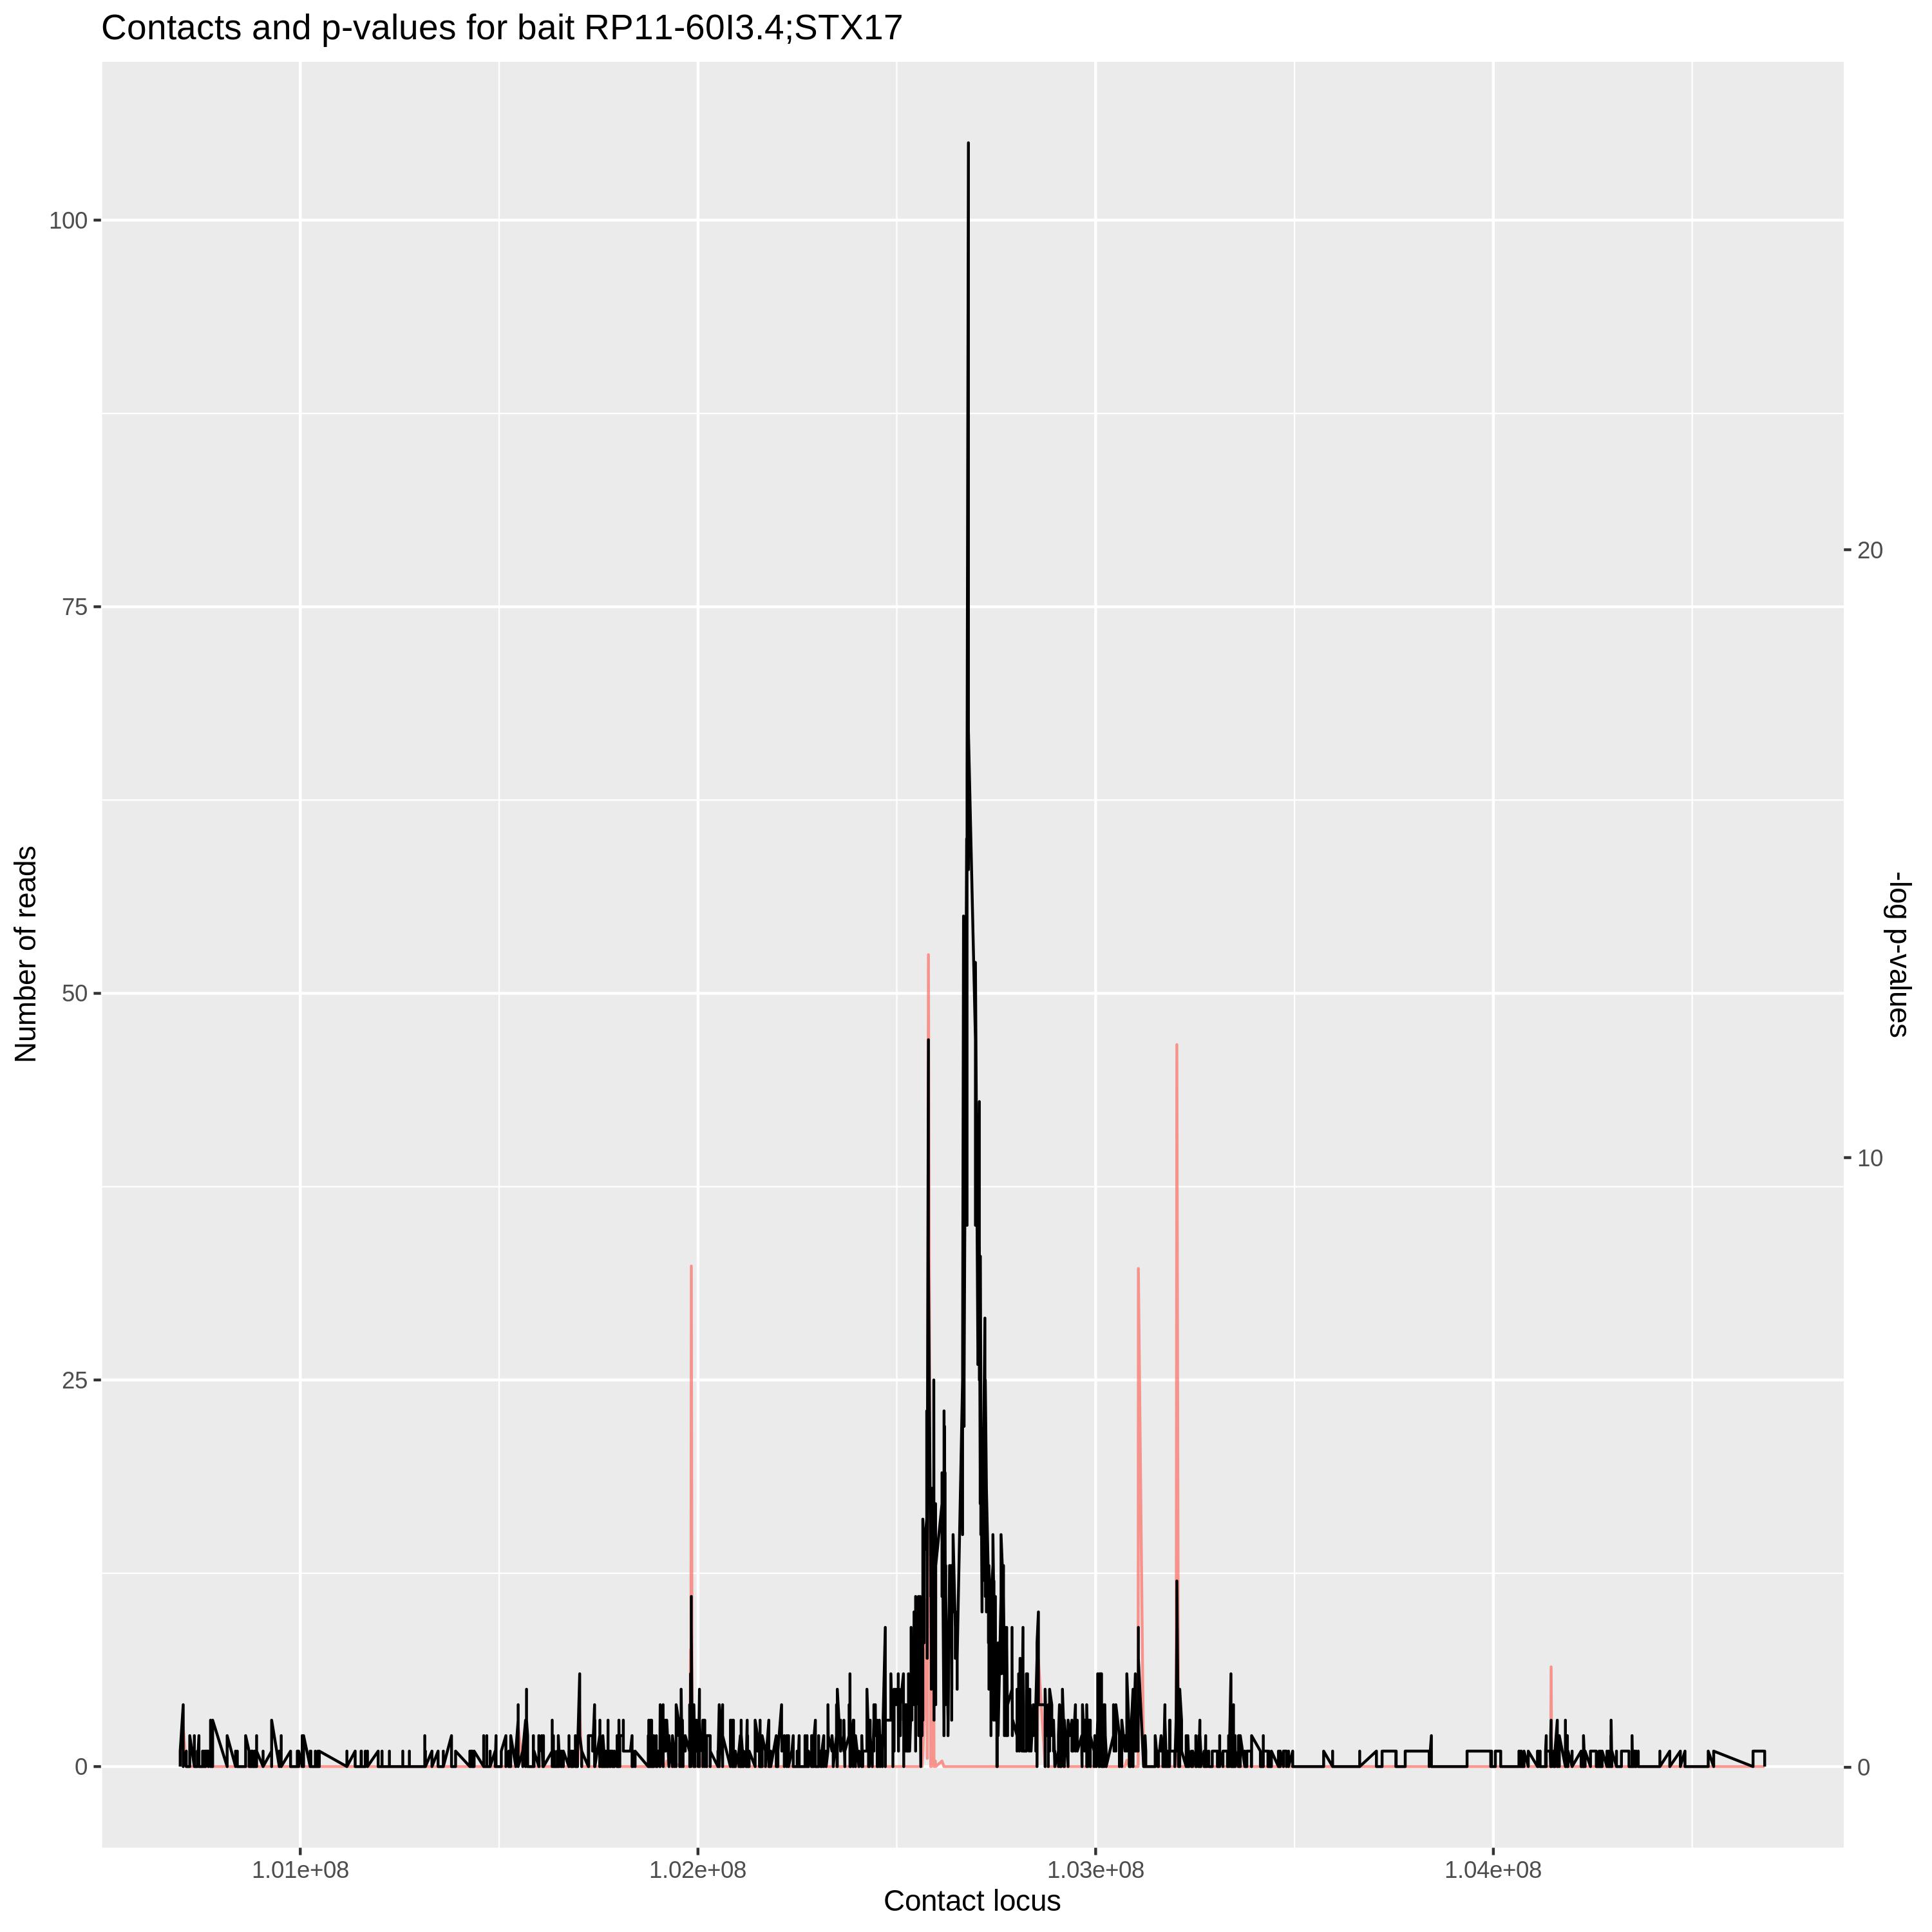 Contacts and p-values for bait RP11-60I3.4;STX17
100
75
50
25
0
Number of reads
20
10
0
-log p-values
1.01e+08
1.02e+08
1.03e+08
1.04e+08
Contact locus